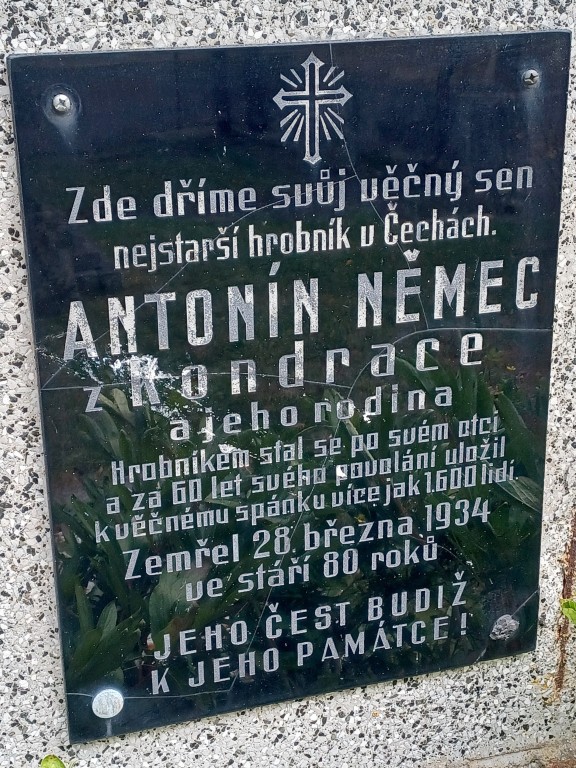 Zde dříme svůj věčný sen
nejstarší hrobník v Čechách.
ANTONÍN NĚMEC
z Kondrace
a jeho rodina
Hrobníkem stal se po svém otci
a za 60 let svého povolání uložil
k věčnému spánku více jak 1.600 lidí
Zemřel 28. března 1934
ve stáří 80 roků
JEHO ČEST BUDIŽ
K JEHO PAMÁTCE!